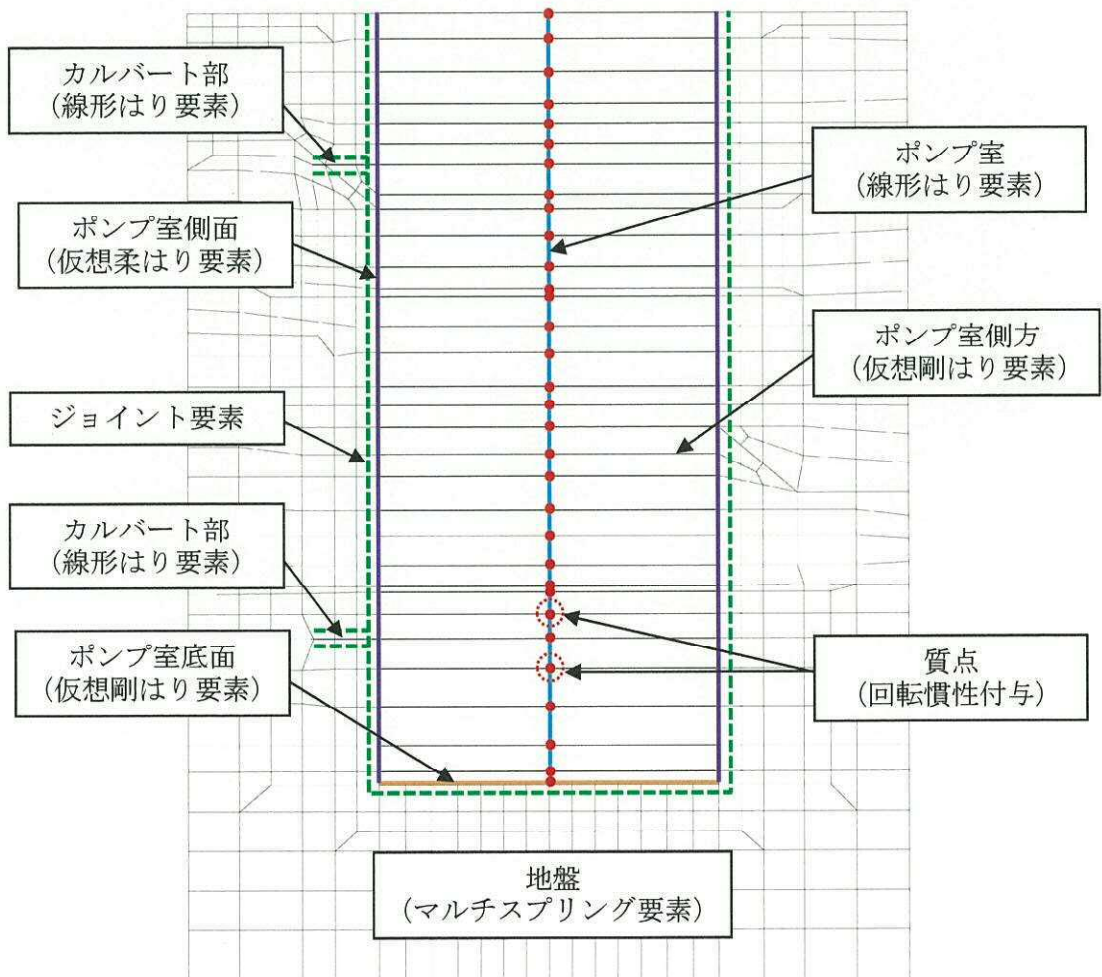 カルバート部
(線形はり要素)
ポンプ室側面
(仮想柔はり要素)
ジョイント要素
カルバート部
(線形はり要素)
ポンプ室底面
(仮想剛はり要素)
ポンプ室
(線形はり要素)
ポンプ室側方
(仮想剛はり要素)
質点
(回転慣性付与)
地盤
(マルチスプリング要素)